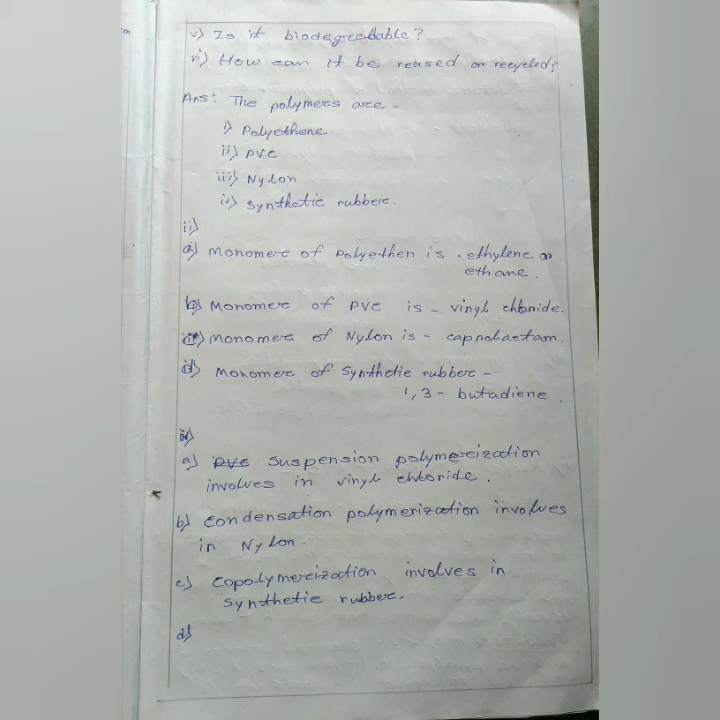 v) Is it biodegreadable?
vi) How can it be reused or recycled?
Ans: The polymers are -
i) Polyethene
ii) PVC
iii) Nylon
iv) Synthetic rubber.
ii)
a) Monomer of Polyethen is . ethylene or
ethane.
b) Monomer of PVC is - vinyl chlonide.
c) Monomer of Nylon is - caprolactam.
d) Monomer of Synthetic rubber -
1,3 - butadiene.
a) PVC suspension polymerization
involves in vinyl chloride.
b) Condensation polymerization involves
in Nylon.
c) Copolymerization involves in
Synthetic rubber.
d)